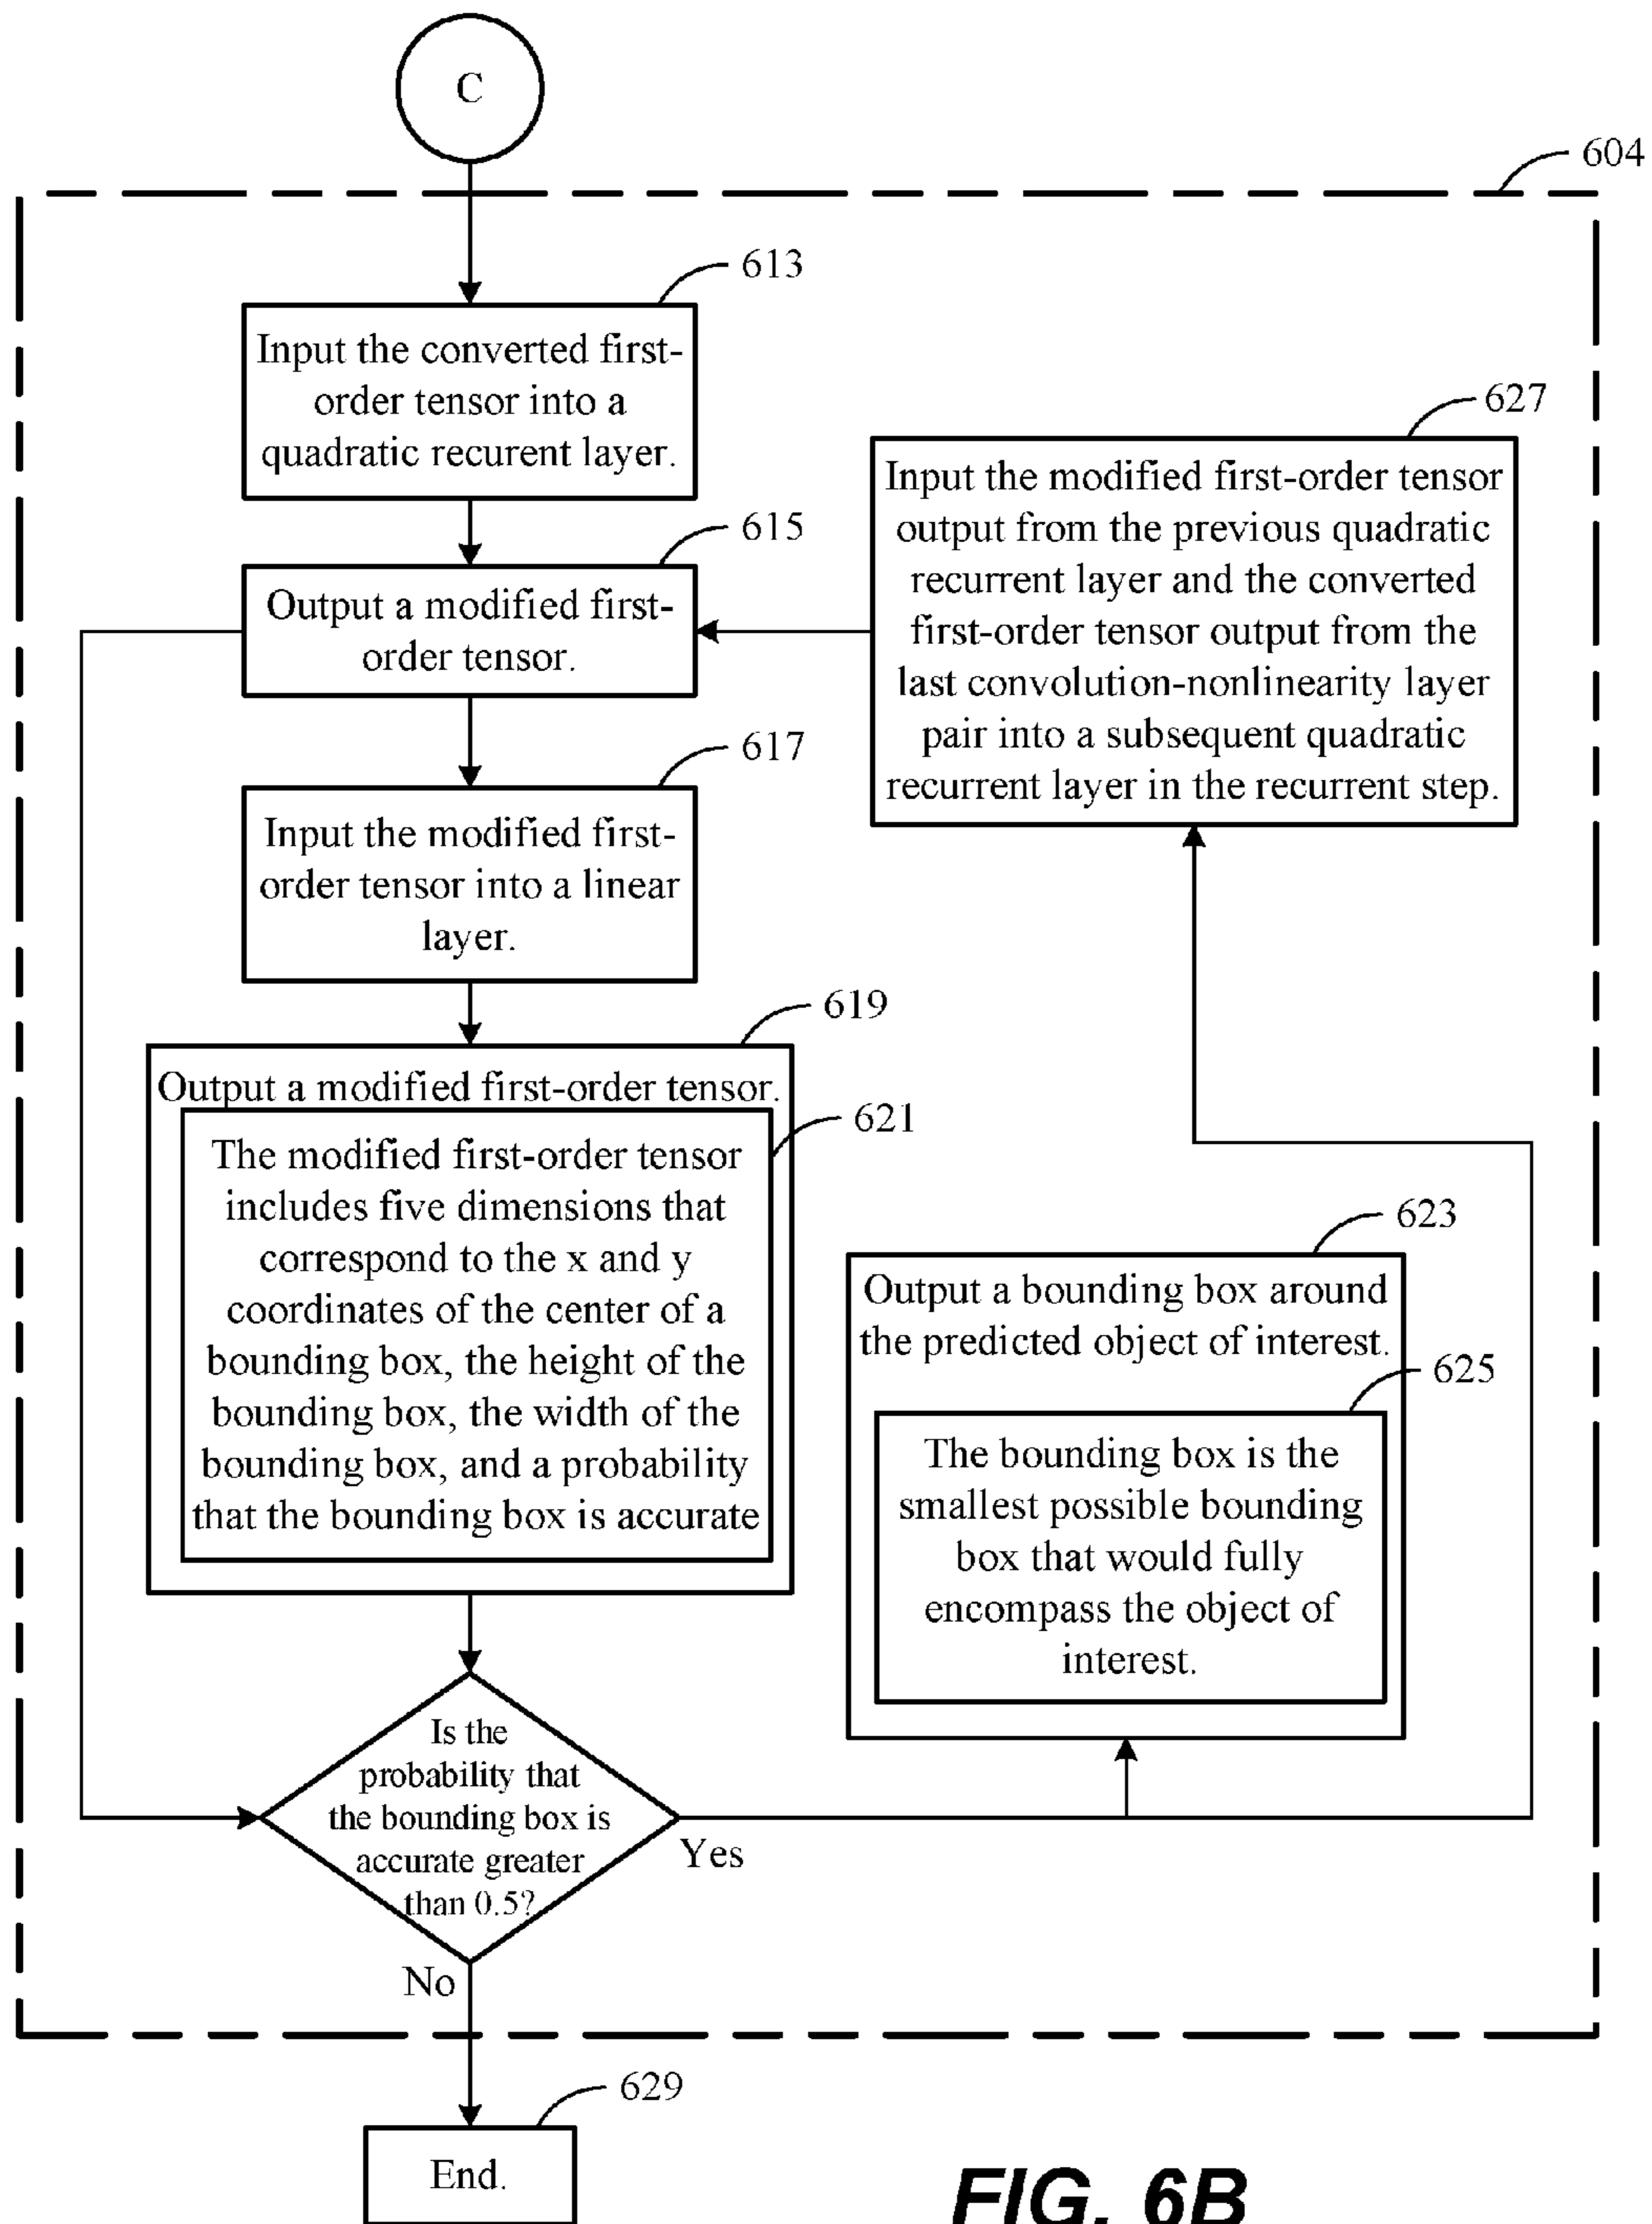 C
604
613
Input the converted first-
order tensor into a
quadratic recurent layer.
627
Input the modified first-order tensor
output from the previous quadratic
recurrent layer and the converted
first-order tensor output from the
last convolution-nonlinearity layer
pair into a subsequent quadratic
recurrent layer in the recurrent step.
615
Output a modified first-
order tensor.
617
Input the modified first-
order tensor into a linear
layer.
619
Output a modified first-order tensor.
621
The modified first-order tensor
includes five dimensions that
correspond to the x and y
coordinates of the center of a
bounding box, the height of the
bounding box, the width of the
bounding box, and a probability
that the bounding box is accurate
623
Output a bounding box around
the predicted object of interest.
625
The bounding box is the
smallest possible bounding
box that would fully
encompass the object of
interest.
Is the
probability that
the bounding box is
accurate greater
than 0.5?
Yes
No
629
End.
FIG. 6B